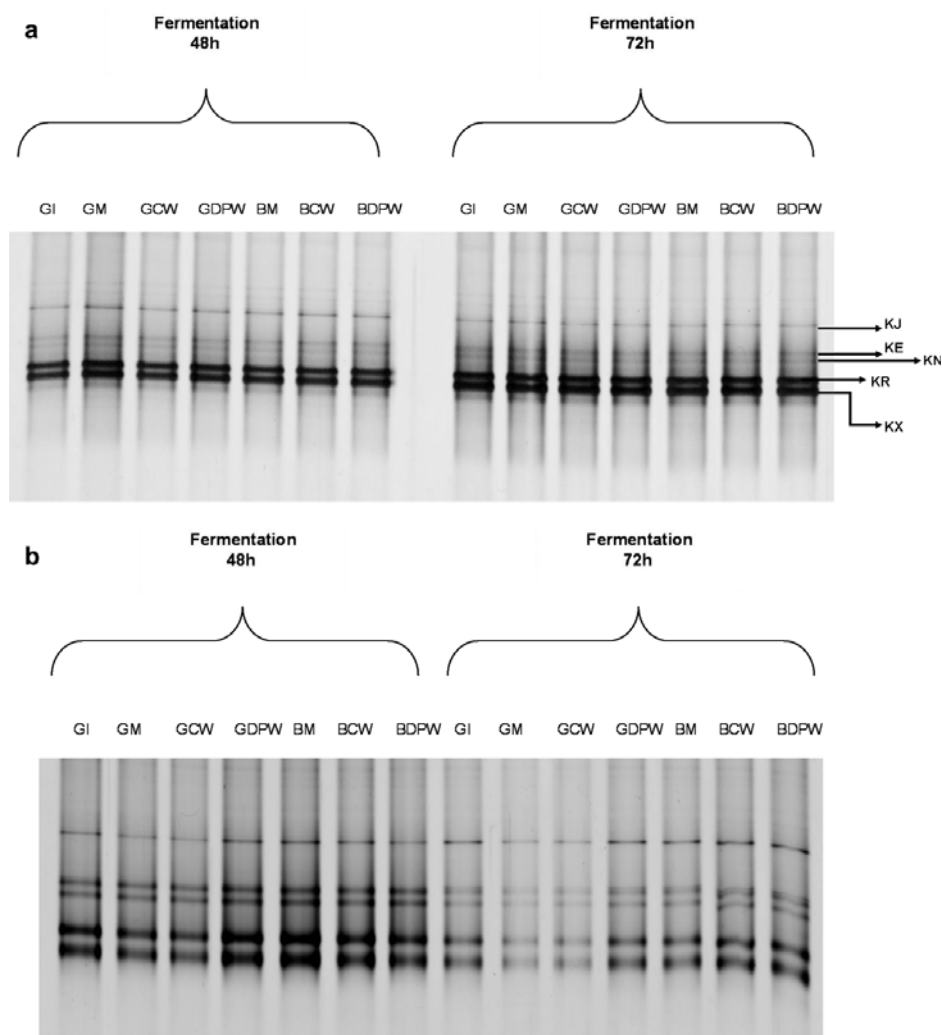 a
Fermentation
48h
Fermentation
72h
GI GM GCW GDPW BM BCW BDPW GI GM GCW GDPW BM BCW BDPW
KJ
KE
KN
KR
KX
b
Fermentation
48h
Fermentation
72h
GI GM GCW GDPW BM BCW BDPW GI GM GCW GDPW BM BCW BDPW